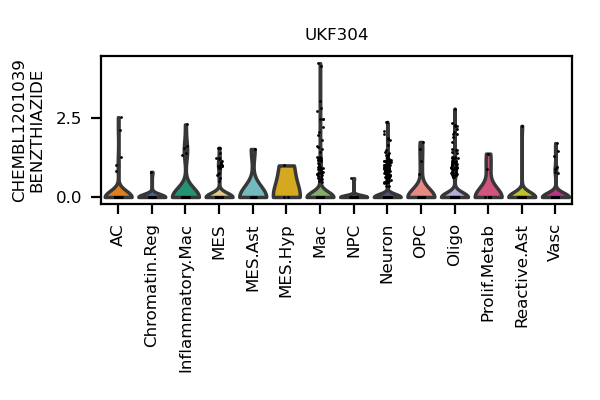 UKF304
CHEMBL1201039
BENZTHIAZIDE
2.5
0.0
AC
Chromatin.Reg
Inflammatory.Mac
MES
MES.Ast
MES.Hyp
Mac
NPC
Neuron
OPC
Oligo
Prolif.Metab
Reactive.Ast
Vasc